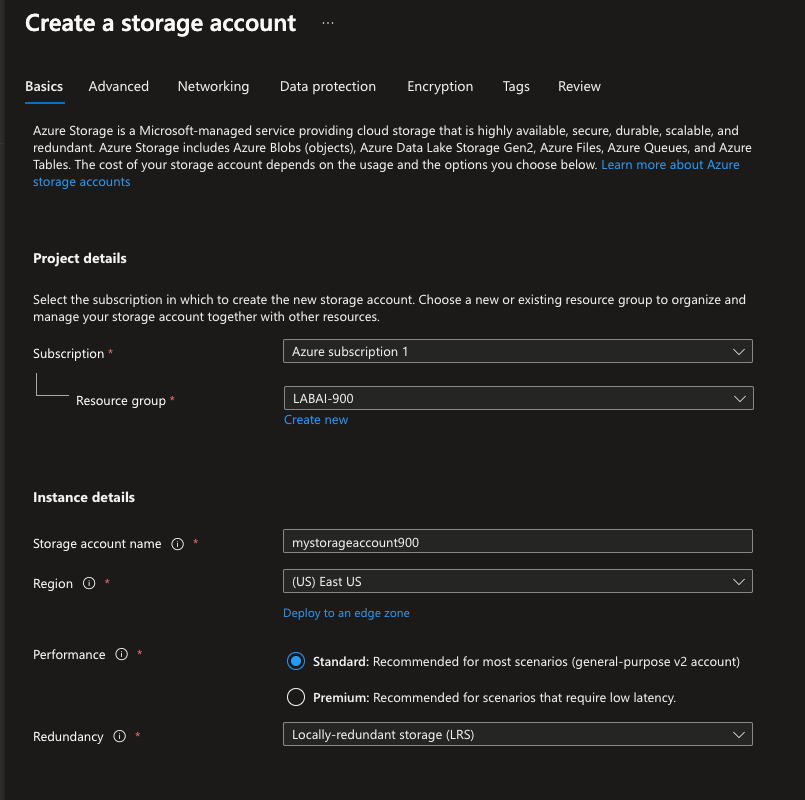 Create a storage account ...
Basics Advanced Networking Data protection Encryption Tags Review
Azure Storage is a Microsoft-managed service providing cloud storage that is highly available, secure, durable, scalable, and
redundant. Azure Storage includes Azure Blobs (objects), Azure Data Lake Storage Gen2, Azure Files, Azure Queues, and Azure
Tables. The cost of your storage account depends on the usage and the options you choose below. Learn more about Azure
storage accounts
Project details
Select the subscription in which to create the new storage account. Choose a new or existing resource group to organize and
manage your storage account together with other resources.
Subscription *
Azure subscription 1
Resource group *
LABAI-900
Create new
Instance details
Storage account name *
mystorageaccount900
Region *
(US) East US
Deploy to an edge zone
Performance *
Standard: Recommended for most scenarios (general-purpose v2 account)
Premium: Recommended for scenarios that require low latency.
Redundancy *
Locally-redundant storage (LRS)